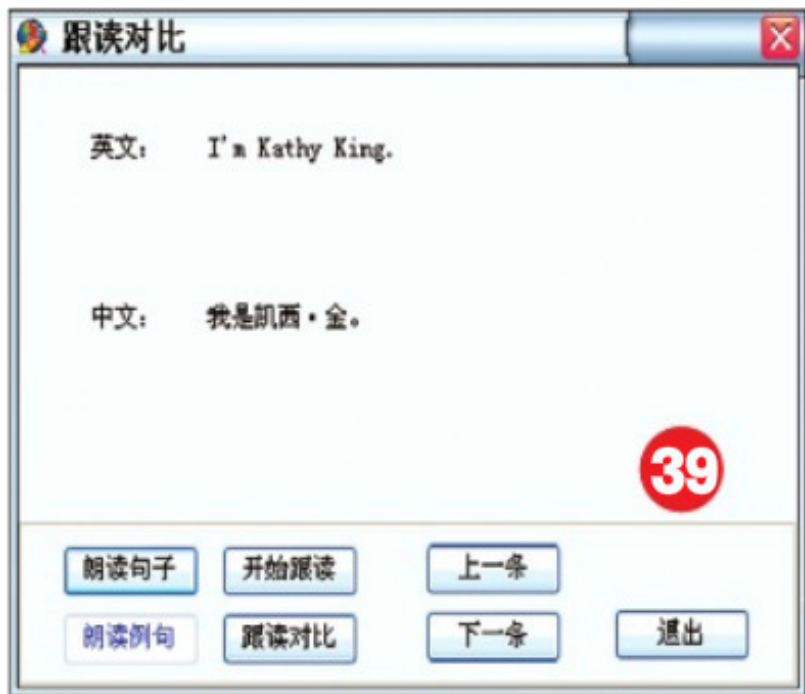 跟读对比
英文： I'm Kathy King.
中文： 我是凯西·金。
39
朗读句子 开始跟读 上一条
朗读例句 跟读对比 下一条 退出